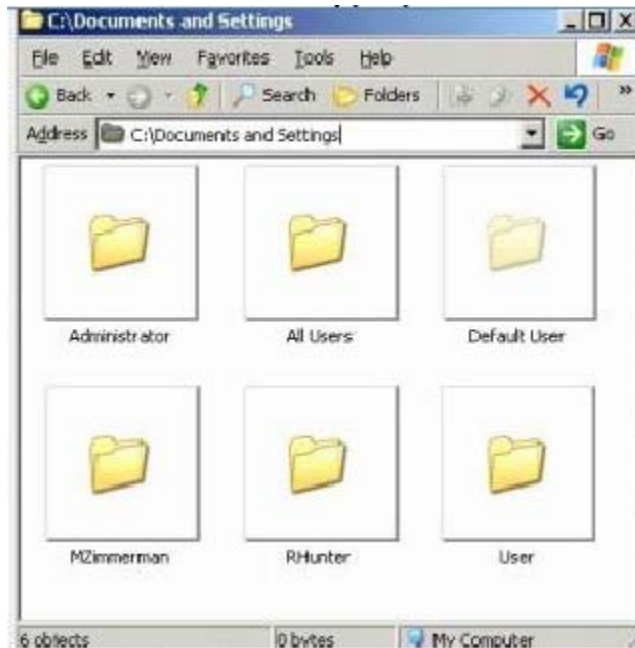 C:\Documents and Settings
File Edit View Favorites Tools Help
Back Search Folders »
Address C:\Documents and Settings Go
Administrator All Users Default User
MZimmerman RHunter User
6 objects 0 bytes My Computer